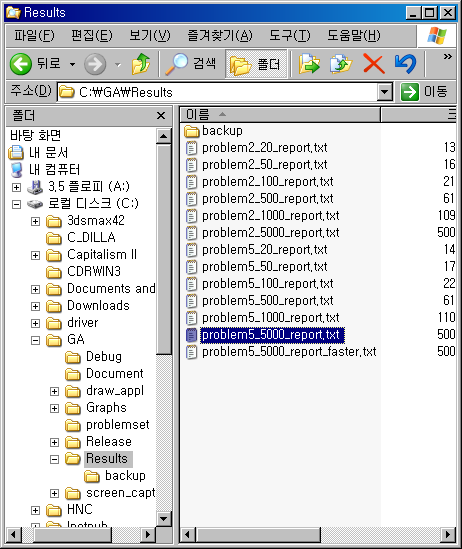 Results
파일(F) 편집(E) 보기(V) 즐겨찾기(A) 도구(T) 도움말(H)
뒤로 검색 폴더 »
주소(D) C:₩GA₩Results 이동
폴더
바탕 화면
내 문서
내 컴퓨터
3.5 플로피 (A:)
로컬 디스크 (C:)
3dsmax42
C_DILLA
Capitalism II
CDRWIN3
Documents and
Downloads
driver
GA
Debug
Document
draw_appl
Graphs
problemset
Release
Results
backup
screen_capt
HNC
Inetpub
이름
backup
problem2_20_report.txt 13
problem2_50_report.txt 16
problem2_100_report.txt 21
problem2_500_report.txt 61
problem2_1000_report.txt 109
problem2_5000_report.txt 500
problem5_20_report.txt 14
problem5_50_report.txt 17
problem5_100_report.txt 22
problem5_500_report.txt 61
problem5_1000_report.txt 110
problem5_5000_report.txt 500
problem5_5000_report_faster.txt 500